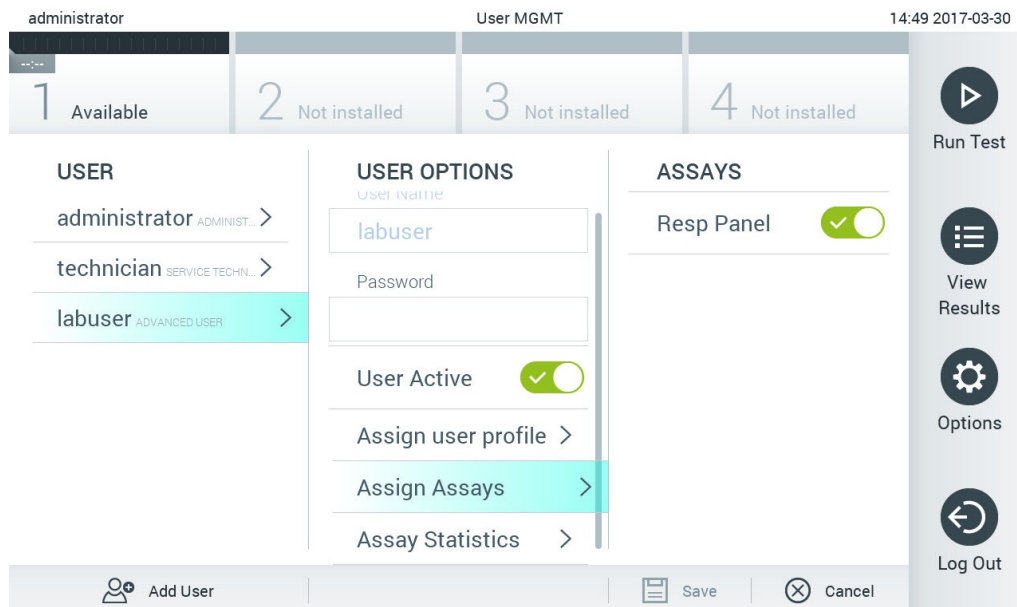 administrator
User MGMT
14:49 2017-03-30
--:--
1 Available
2 Not installed
3 Not installed
4 Not installed
Run Test
View
Results
Options
Log Out
USER
administrator ADMINIST...
technician SERVICE TECHN...
labuser ADVANCED USER
USER OPTIONS
User Name
labuser
Password
User Active
Assign user profile
Assign Assays
Assay Statistics
ASSAYS
Resp Panel
Add User
Save
Cancel